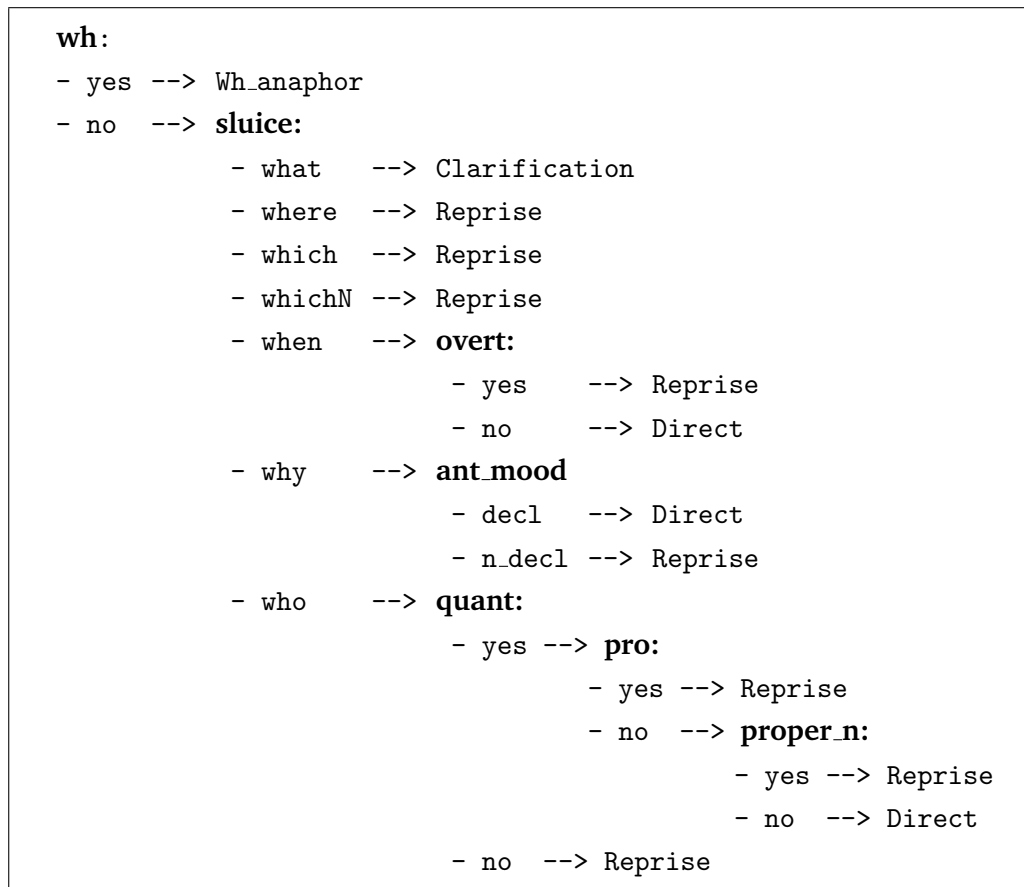 wh:
- yes --> Wh_anaphor
- no --> sluice:
- what --> Clarification
- where --> Reprise
- which --> Reprise
- whichN --> Reprise
- when --> overt:
- yes --> Reprise
- no --> Direct
- why --> ant_mood
- decl --> Direct
- n_decl --> Reprise
- who --> quant:
- yes --> pro:
- yes --> Reprise
- no --> proper_n:
- yes --> Reprise
- no --> Direct
- no --> Reprise